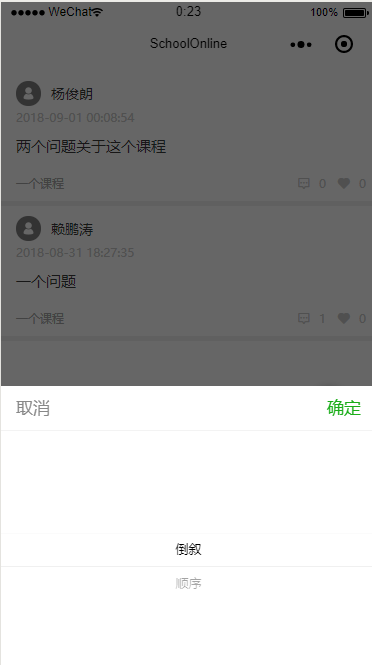 WeChat 0:23 100%
SchoolOnline
杨俊朗
2018-09-01 00:08:54
两个问题关于这个课程
一个课程 0 0
赖鹏涛
2018-08-31 18:27:35
一个问题
一个课程 1 0
取消 确定
倒叙
顺序